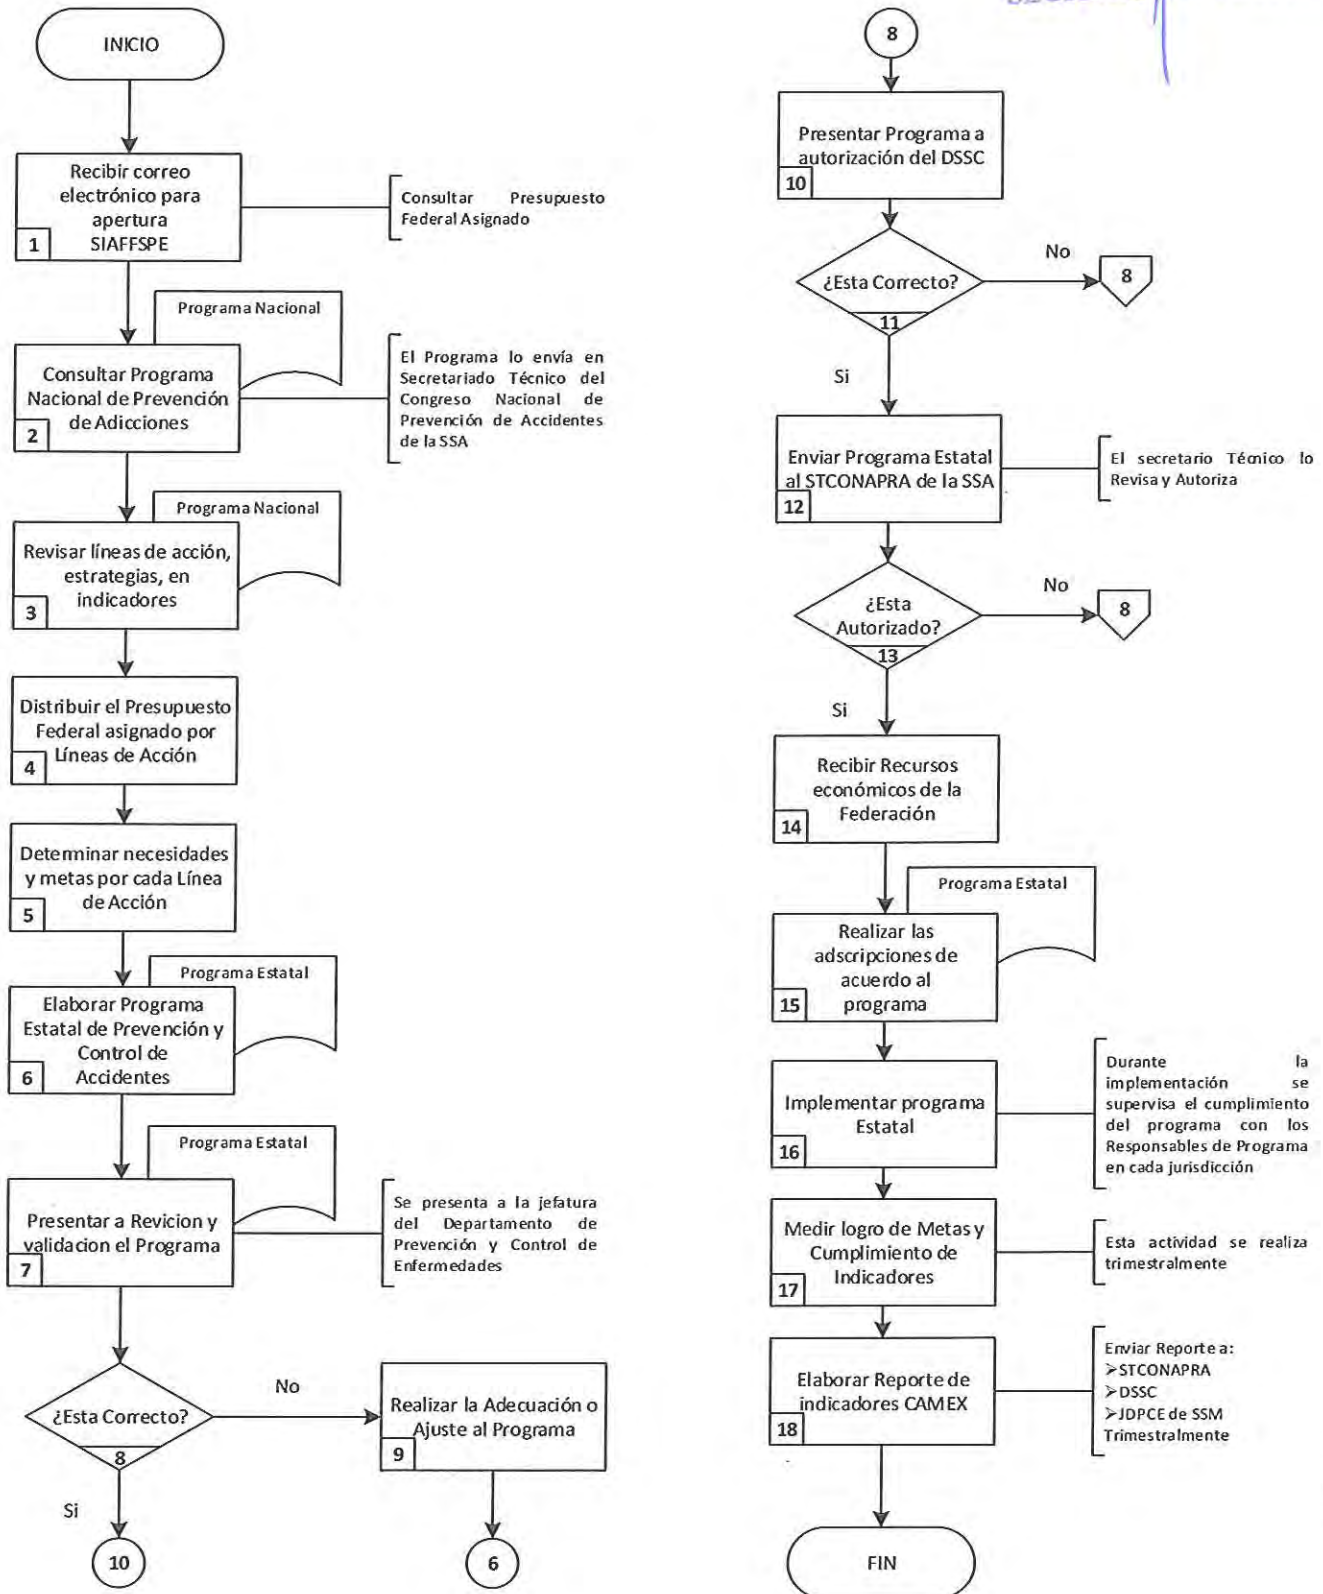 INICIO
Recibir correo
electrónico para
apertura
SIAFFSPE
1
Consultar Presupuesto
Federal Asignado
Programa Nacional
Consultar Programa
Nacional de Prevención
de Adicciones
2
El Programa lo envía en
Secretariado Técnico del
Congreso Nacional de
Prevención de Accidentes
de la SSA
Programa Nacional
Revisar líneas de acción,
estrategias, en
indicadores
3
Distribuir el Presupuesto
Federal asignado por
Líneas de Acción
4
Determinar necesidades
y metas por cada Línea
de Acción
5
Programa Estatal
Elaborar Programa
Estatal de Prevención y
Control de
Accidentes
6
Programa Estatal
Presentar a Revicion y
validacion el Programa
7
Se presenta a la jefatura
del Departamento de
Prevención y Control de
Enfermedades
¿Esta Correcto?
8
No
Realizar la Adecuación o
Ajuste al Programa
9
Si
10
6
8
Presentar Programa a
autorización del DSSC
10
¿Esta Correcto?
11
No
8
Si
Enviar Programa Estatal
al STCONAPRA de la SSA
12
El secretario Técnico lo
Revisa y Autoriza
¿Esta
Autorizado?
13
No
8
Si
Recibir Recursos
económicos de la
Federación
14
Programa Estatal
Realizar las
adscripciones de
acuerdo al
programa
15
Implementar programa
Estatal
16
Durante la
implementación se
supervisa el cumplimiento
del programa con los
Responsables de Programa
en cada jurisdicción
Medir logro de Metas y
Cumplimiento de
Indicadores
17
Esta actividad se realiza
trimestralmente
Elaborar Reporte de
indicadores CAMEX
18
Enviar Reporte a:
➢STCONAPRA
➢DSSC
➢JDPCE de SSM
Trimestralmente
FIN